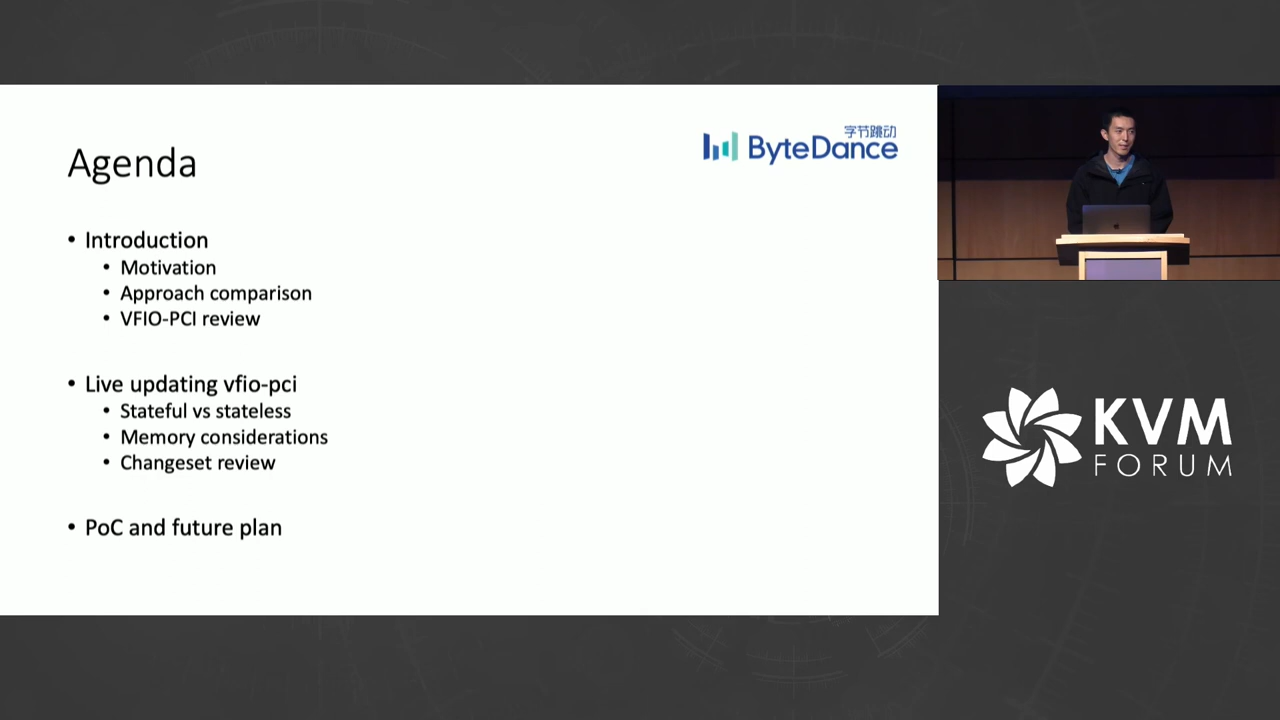 Agenda
字节跳动
ByteDance
• Introduction
• Motivation
• Approach comparison
• VFIO-PCI review
• Live updating vfio-pci
• Stateful vs stateless
• Memory considerations
• Changeset review
• PoC and future plan
KVM
FORUM